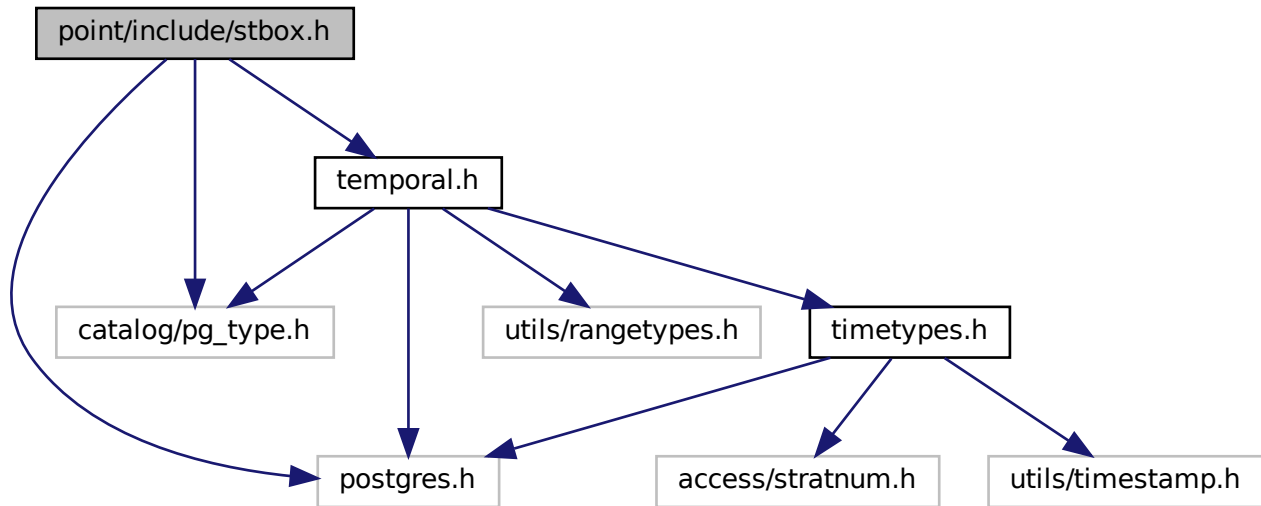 point/include/stbox.h
temporal.h
catalog/pg_type.h
utils/rangetypes.h
timetypes.h
postgres.h
access/stratnum.h
utils/timestamp.h